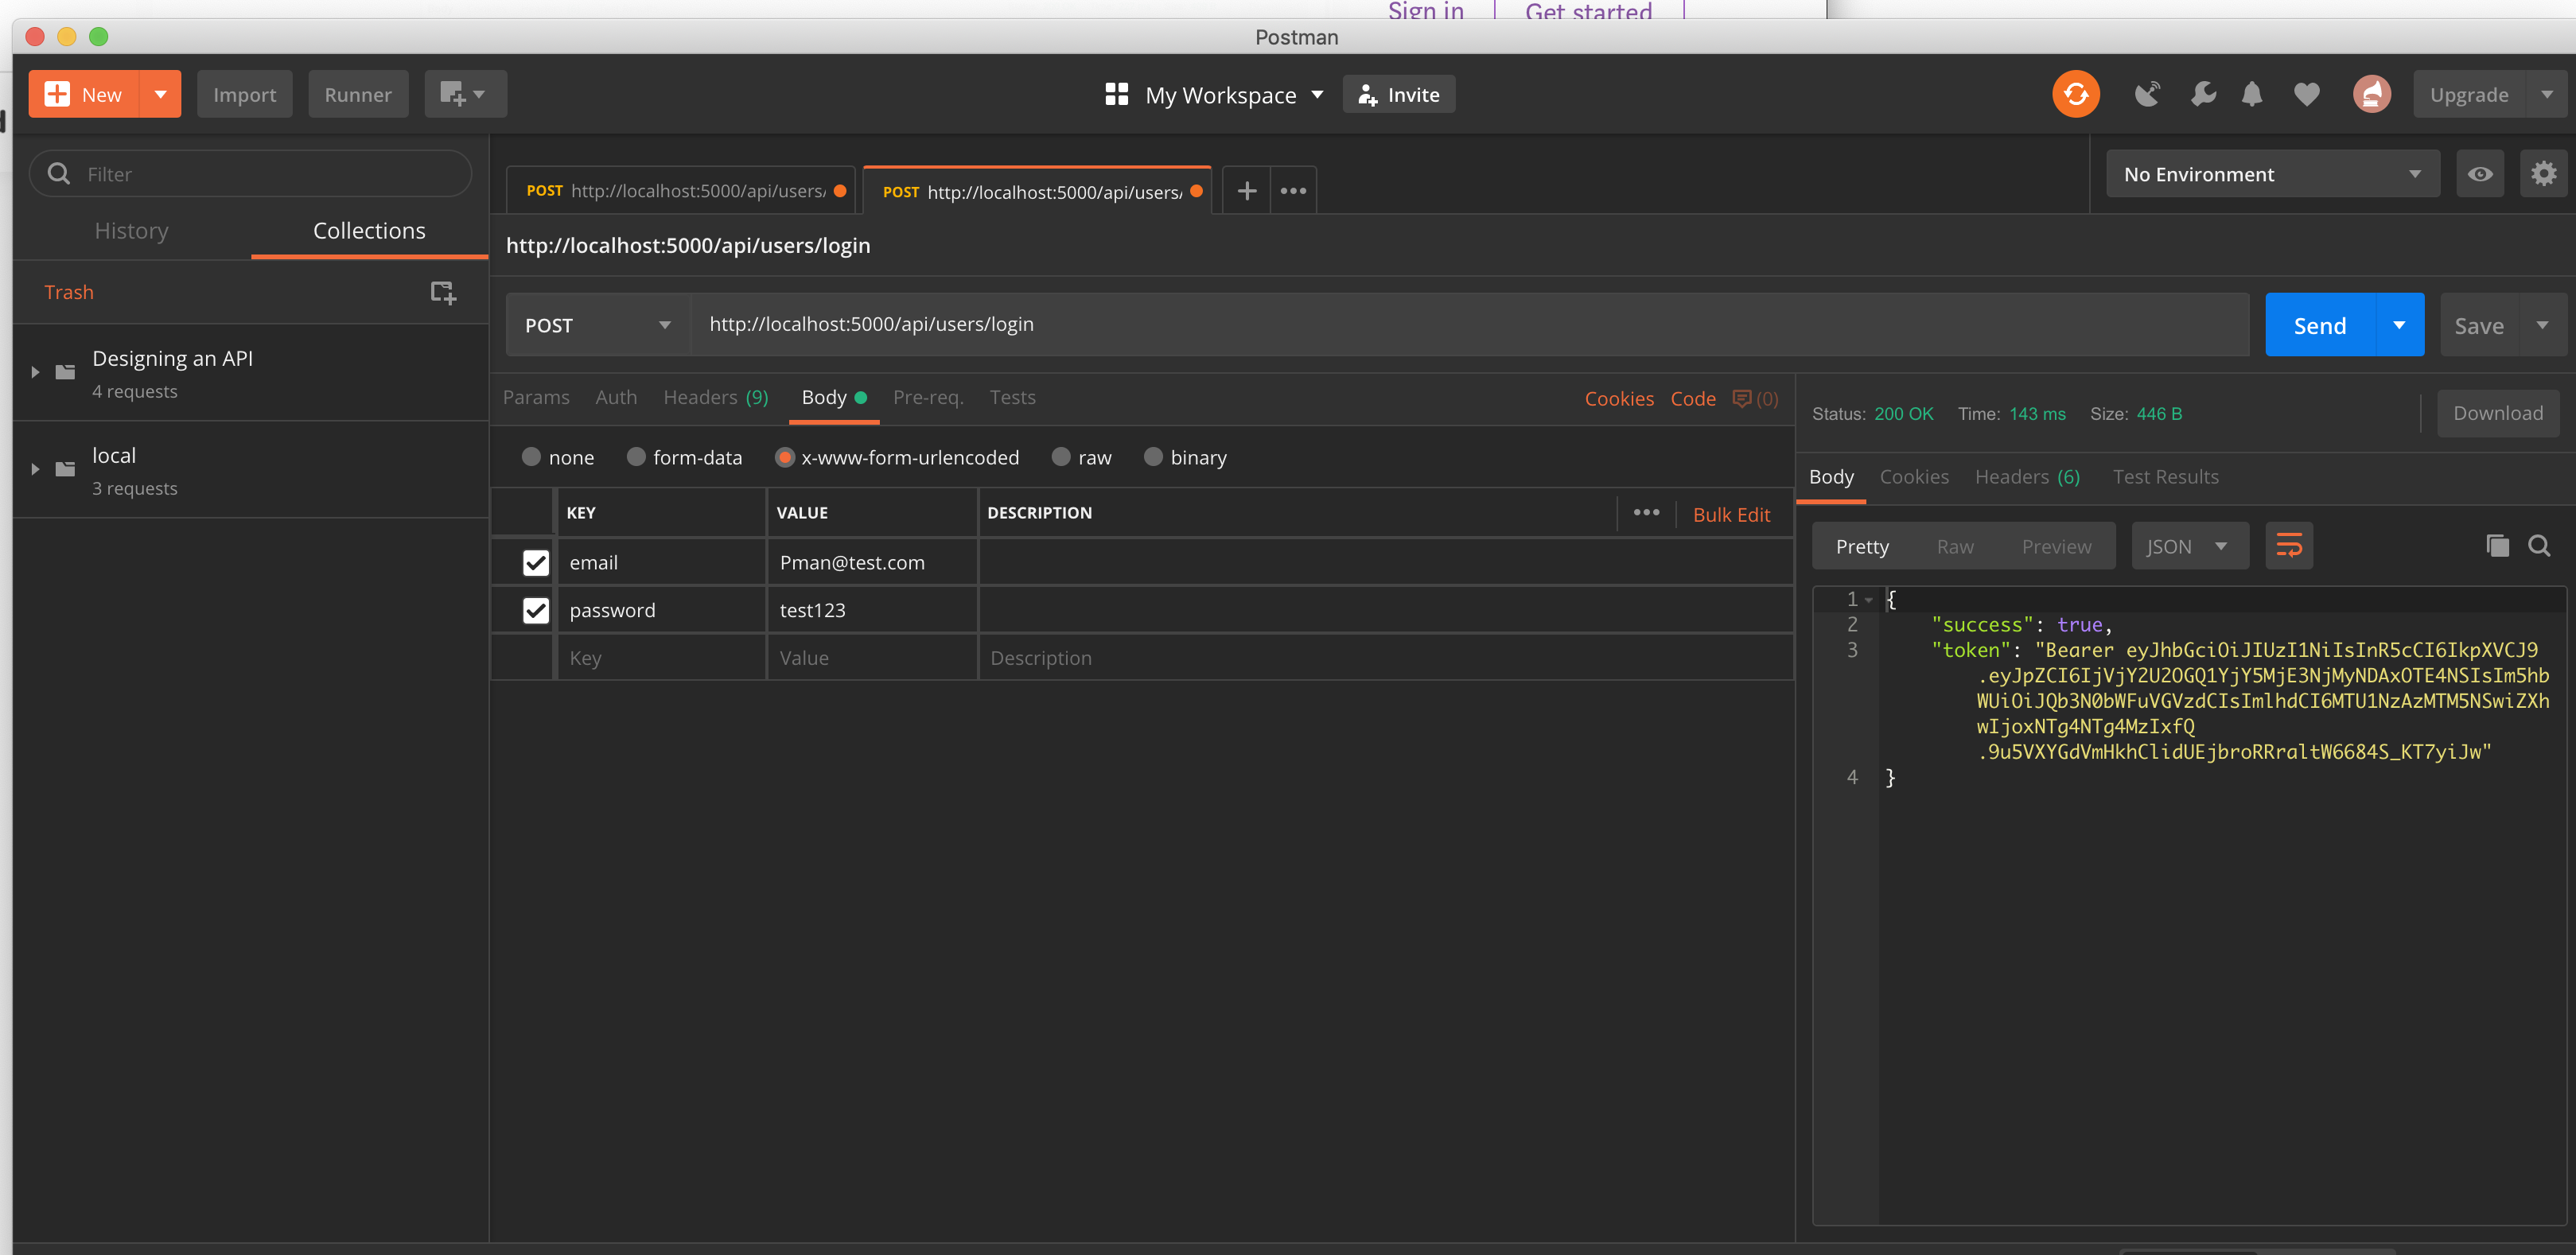 Sign in Get started
Postman
New Import Runner My Workspace Invite Upgrade
Filter
History Collections
Trash
Designing an API
4 requests
local
3 requests
POST http://localhost:5000/api/users/ POST http://localhost:5000/api/users/
No Environment
http://localhost:5000/api/users/login
POST http://localhost:5000/api/users/login Send Save
Params Auth Headers (9) Body Pre-req. Tests Cookies Code (0)
none form-data x-www-form-urlencoded raw binary
KEY VALUE DESCRIPTION Bulk Edit
email Pman@test.com
password test123
Key Value Description
Status: 200 OK Time: 143 ms Size: 446 B Download
Body Cookies Headers (6) Test Results
Pretty Raw Preview JSON
1 {
2 "success": true,
3 "token": "Bearer eyJhbGciOiJIUzI1NiIsInR5cCI6IkpXVCJ9
.eyJpZCI6IjVjY2U2OGQ1YjY5MjE3NjMyNDAxOTE4NSIsIm5hb
WUiOiJQb3N0bWFuVGVzdCIsImlhdCI6MTU1NzAzMTM5NSwiZXh
wIjoxNTg4NTg4MzIxfQ
.9u5VXYGdVmHkhClidUEjbroRRraltW6684S_KT7yiJw"
4 }